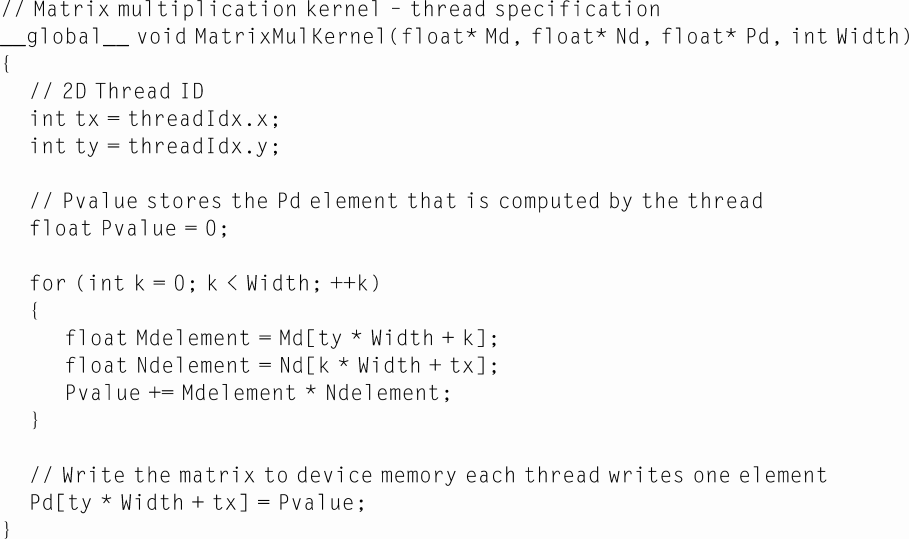 // Matrix multiplication kernel – thread specification
__global__ void MatrixMulKernel(float* Md, float* Nd, float* Pd, int Width)
{
// 2D Thread ID
int tx = threadIdx.x;
int ty = threadIdx.y;
// Pvalue stores the Pd element that is computed by the thread
float Pvalue = 0;
for (int k = 0; k < Width; ++k)
{
float Mdelement = Md[ty * Width + k];
float Ndelement = Nd[k * Width + tx];
Pvalue += Mdelement * Ndelement;
}
// Write the matrix to device memory each thread writes one element
Pd[ty * Width + tx] = Pvalue;
}